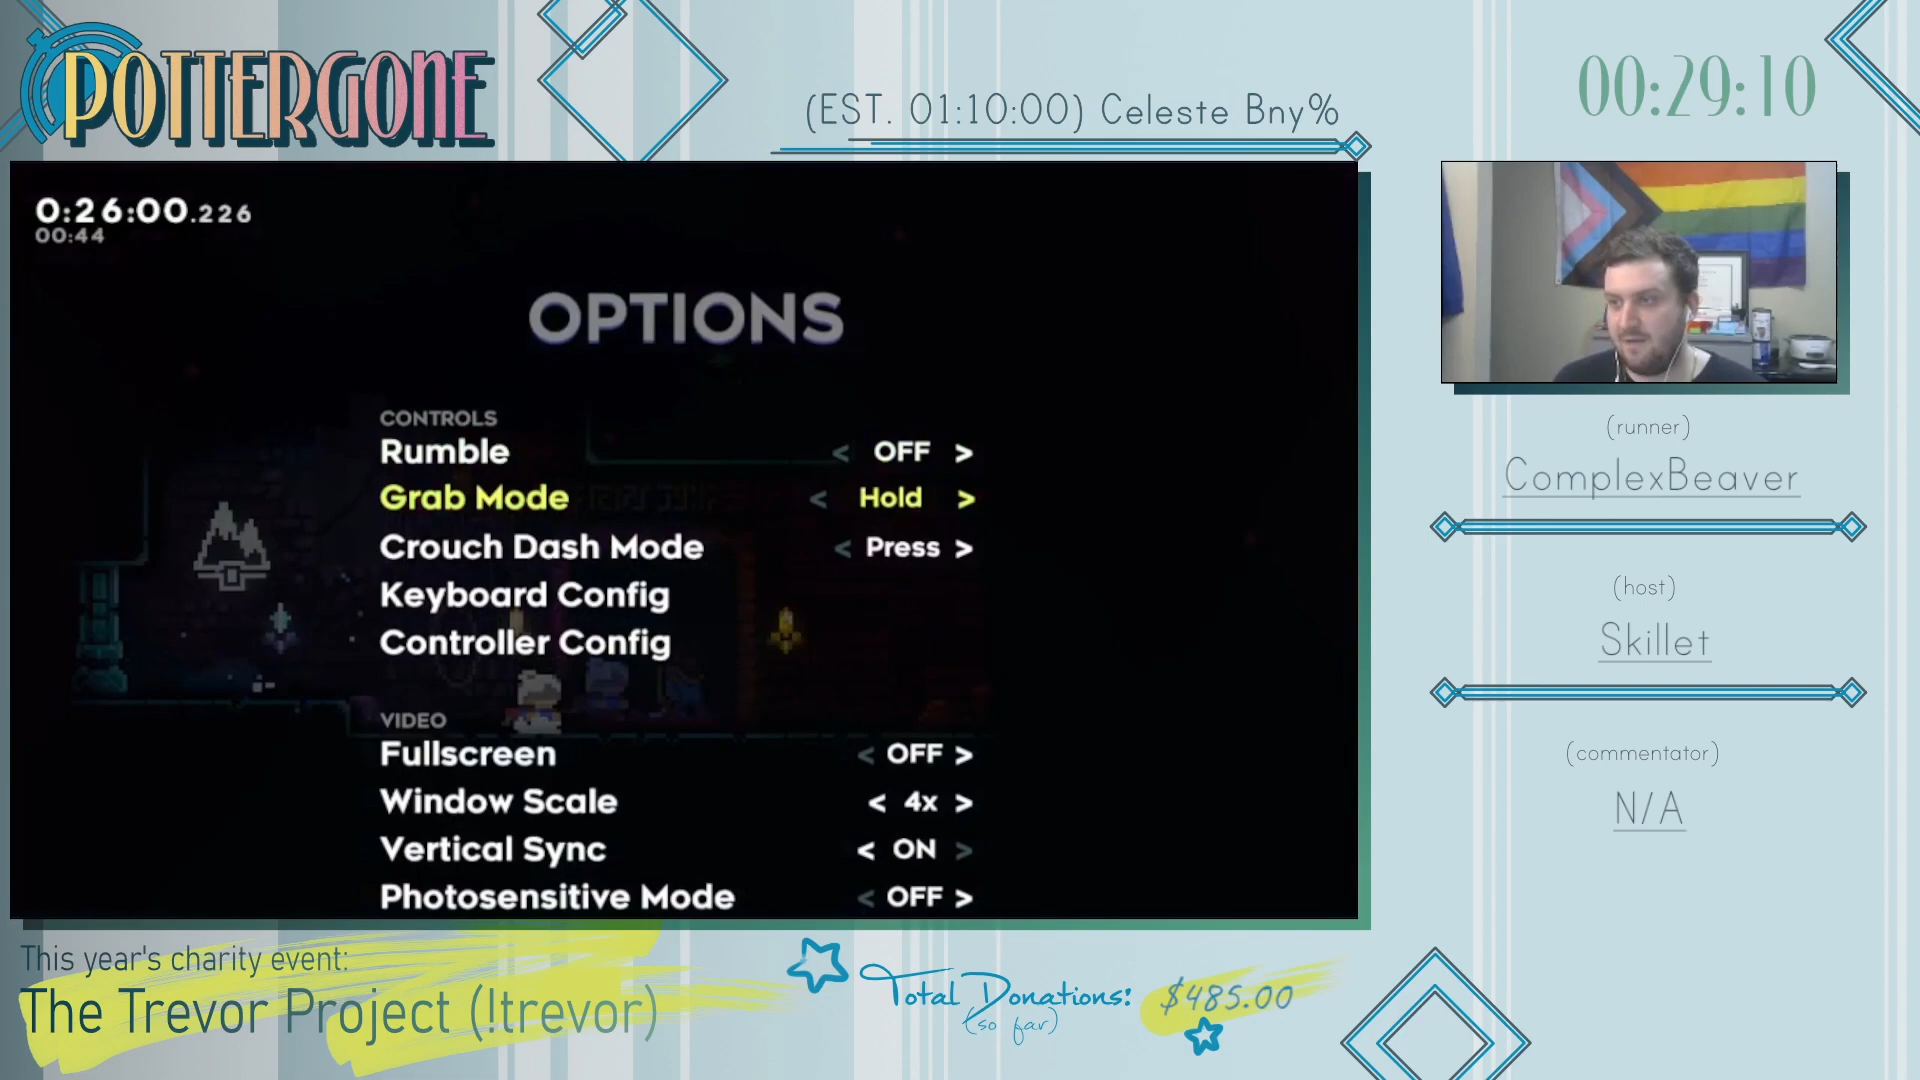 POTTERGONE
(EST. 01:10:00) Celeste Bny%
00:29:10
0:26:00.226
00:44
OPTIONS
CONTROLS
Rumble < OFF >
Grab Mode < Hold >
Crouch Dash Mode < Press >
Keyboard Config
Controller Config
VIDEO
Fullscreen < OFF >
Window Scale < 4x >
Vertical Sync < ON >
Photosensitive Mode < OFF >
(runner)
ComplexBeaver
(host)
Skillet
(commentator)
N/A
This year's charity event:
The Trevor Project (!trevor)
Total Donations: $485.00
(so far)